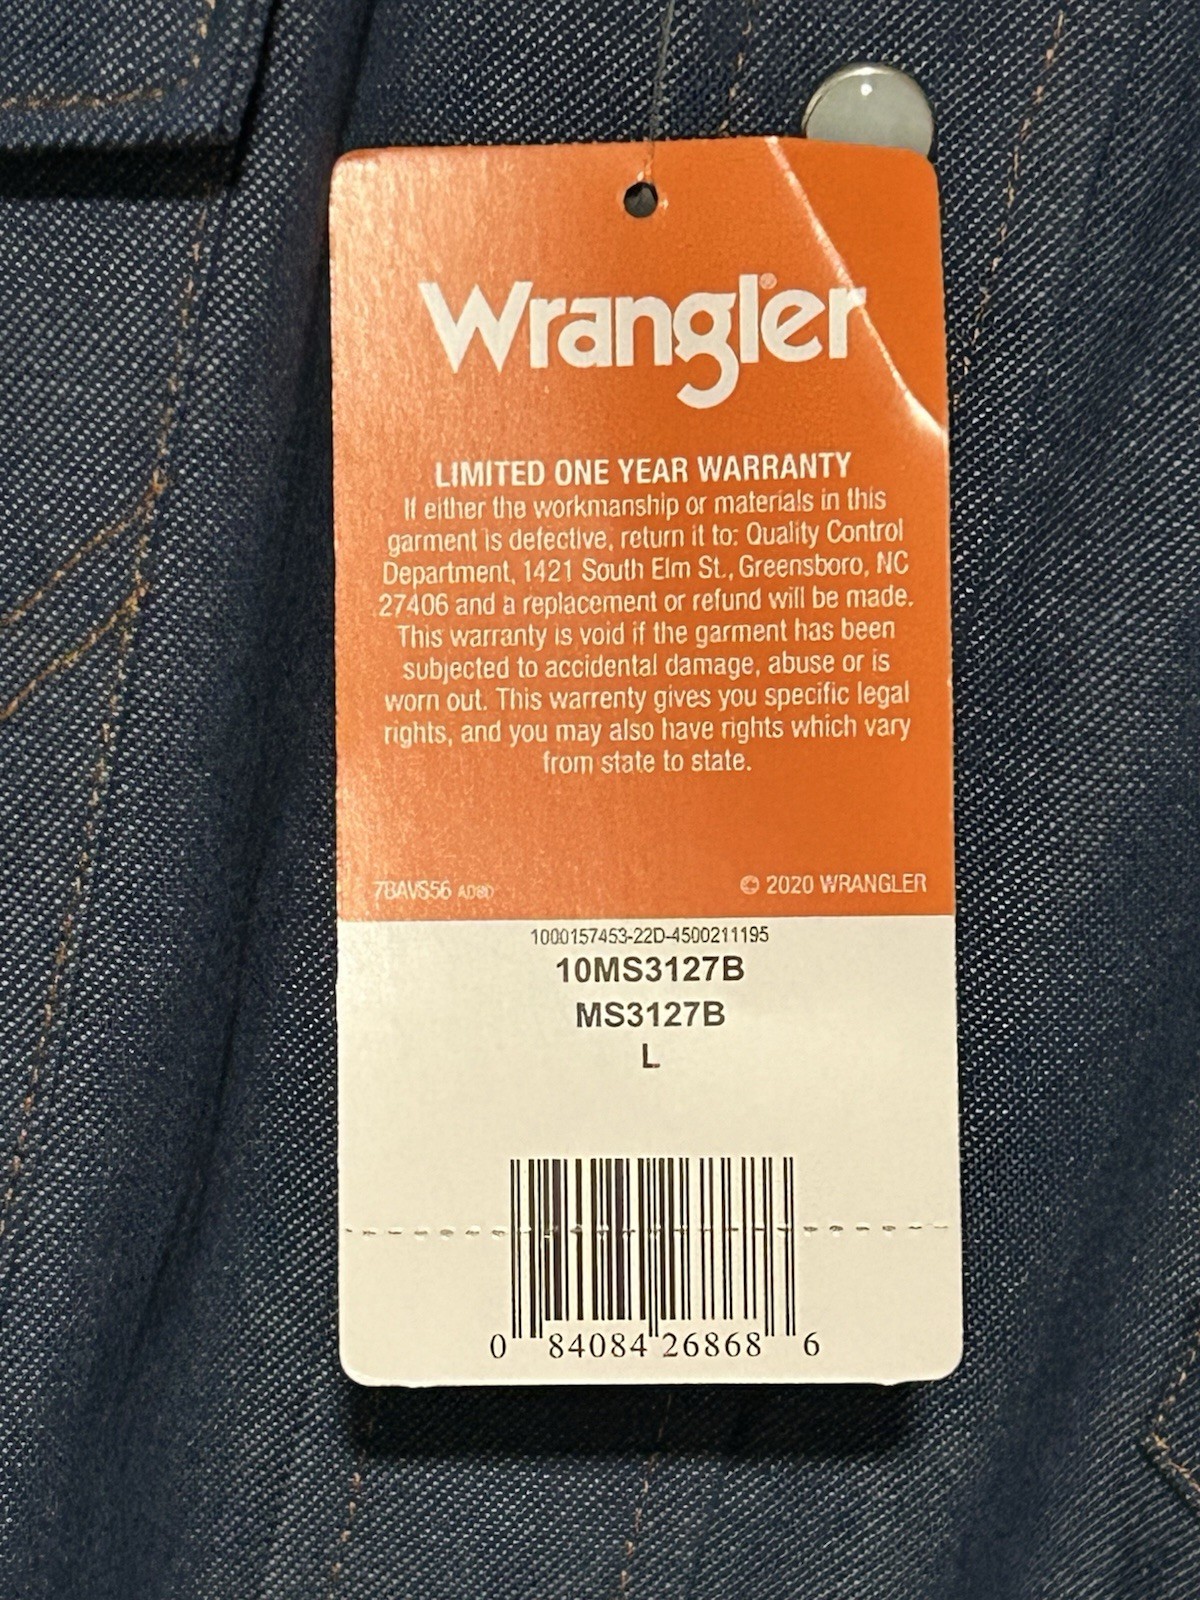 Wrangler®
LIMITED ONE YEAR WARRANTY
If either the workmanship or materials in this
garment is defective, return it to: Quality Control
Department, 1421 South Elm St., Greensboro, NC
27406 and a replacement or refund will be made.
This warranty is void if the garment has been
subjected to accidental damage, abuse or is
worn out. This warrenty gives you specific legal
rights, and you may also have rights which vary
from state to state.
7BAVS56
© 2020 WRANGLER
1000157453-22D-4500211195
10MS3127B
MS3127B
L
0 84084 26868 6